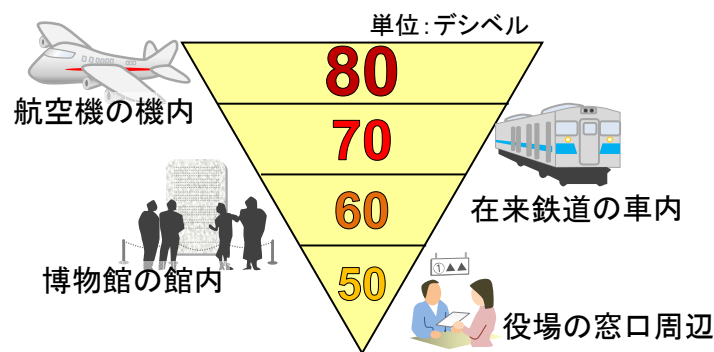 単位：デシベル
80
航空機の機内
70
在来鉄道の車内
60
博物館の館内
50
①▲▲
役場の窓口周辺